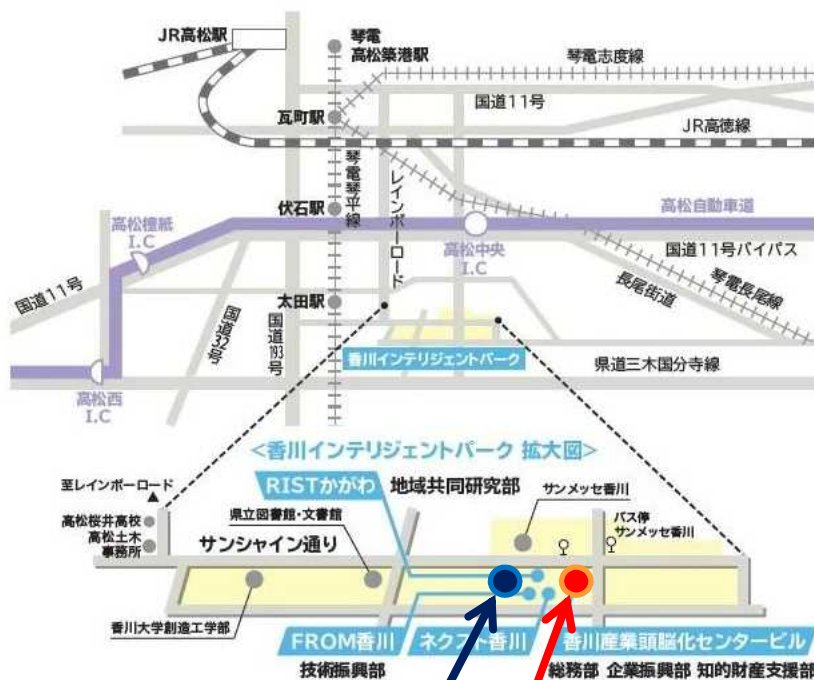 JR高松駅
琴電
高松築港駅
琴電志度線
国道11号
瓦町駅
JR高徳線
琴電琴平線
レインボーロード
伏石駅
高松自動車道
高松檀紙
I.C
高松中央
I.C
国道11号バイパス
国道11号
太田駅
長尾街道
琴電長尾線
国道32号
国道193号
香川インテリジェントパーク
県道三木国分寺線
高松西
I.C
<香川インテリジェントパーク 拡大図>
至レインボーロード
RISTかがわ
地域共同研究部
サンメッセ香川
高松桜井高校
県立図書館・文書館
バス停
サンメッセ香川
高松土木
事務所
サンシャイン通り
香川大学創造工学部
FROM香川
ネクスト香川
香川産業頭脳化センタービル
技術振興部
総務部 企業振興部 知的財産支援部